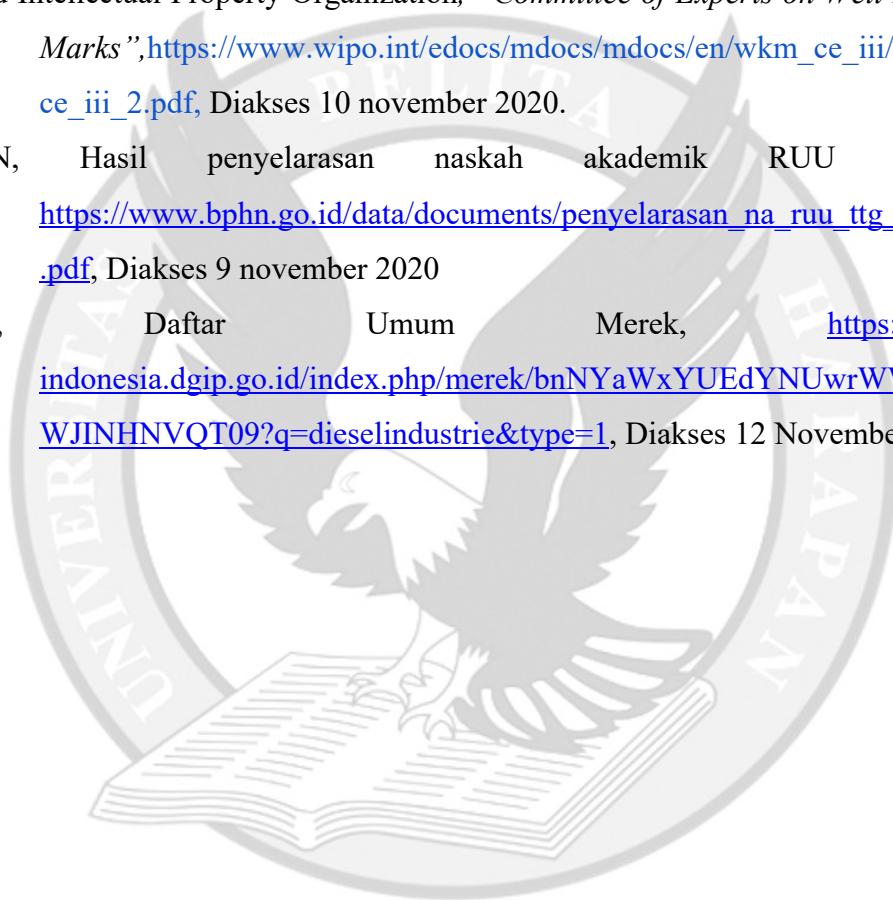 Intellectual Property Organization, "Committee of Experts on Well
Marks",https://www.wipo.int/edocs/mdocs/mdocs/en/wkm_ce_iii/
ce_iii_2.pdf, Diakses 10 november 2020.
N, Hasil penyelarasan naskah akademik RUU
https://www.bphn.go.id/data/documents/penyelarasan_na_ruu_ttg_
.pdf, Diakses 9 november 2020
, Daftar Umum Merek, https:
indonesia.dgip.go.id/index.php/merek/bnNYaWxYUEdYNUwrW
WJINHNVQT09?q=dieselindustrie&type=1, Diakses 12 Novembe
UNIVERSITAS PELITA HARAPAN